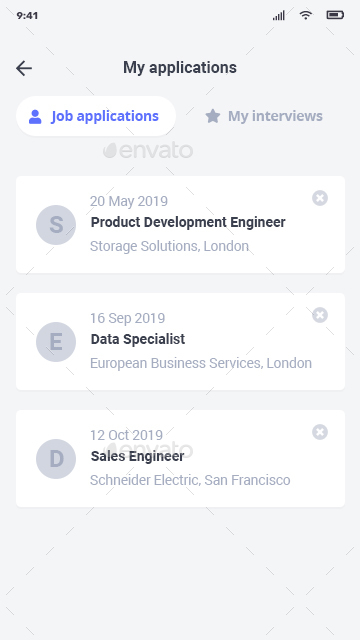 9:41
My applications
Job applications
My interviews
envato
20 May 2019
S
Product Development Engineer
Storage Solutions, London
16 Sep 2019
E
Data Specialist
European Business Services, London
12 Oct 2019
envato
D
Sales Engineer
Schneider Electric, San Francisco